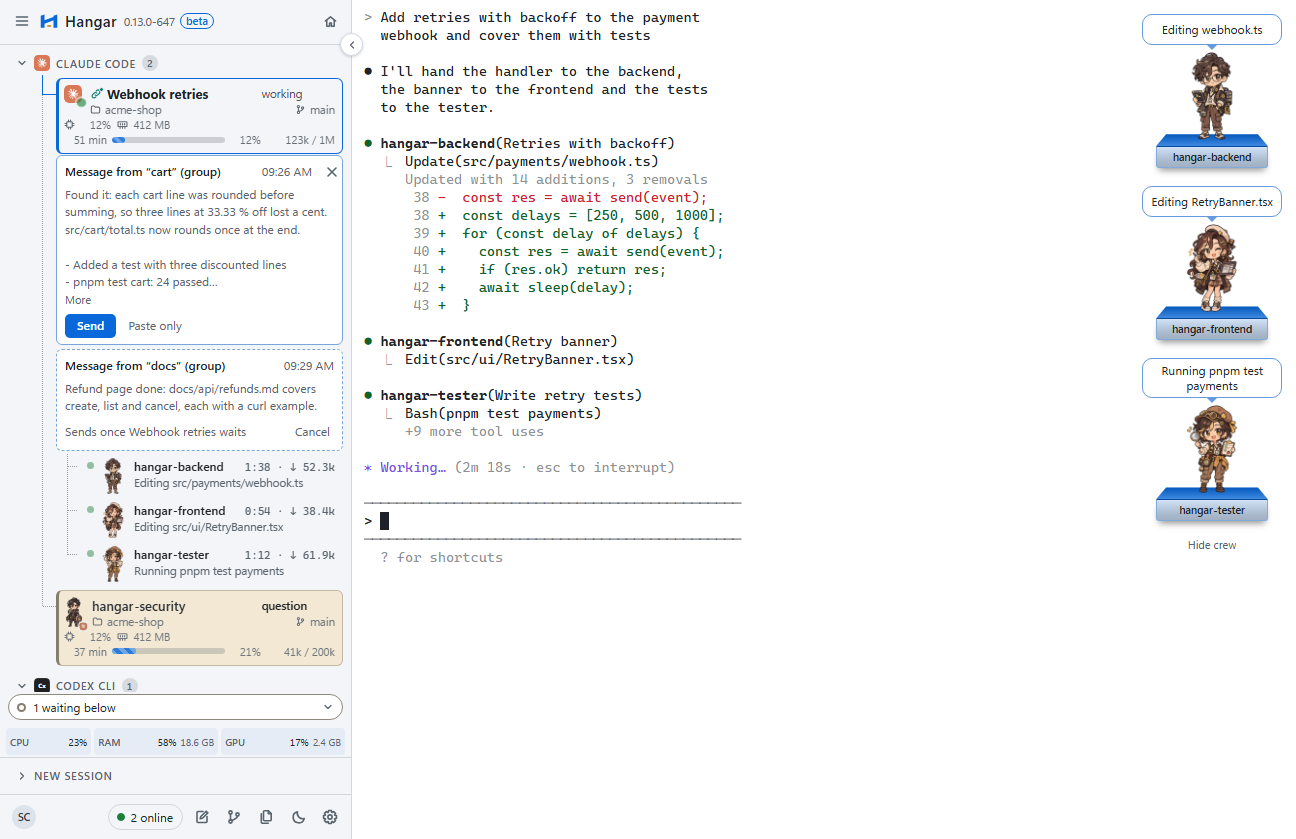 Hangar 0.13.0-647 beta
CLAUDE CODE 2
Webhook retries working
acme-shop main
12% 412 MB
51 min 12% 123k / 1M
Message from “cart” (group) 09:26 AM
Found it: each cart line was rounded before
summing, so three lines at 33.33 % off lost a cent.
src/cart/total.ts now rounds once at the end.
- Added a test with three discounted lines
- pnpm test cart: 24 passed...
More
Send Paste only
Message from “docs” (group) 09:29 AM
Refund page done: docs/api/refunds.md covers
create, list and cancel, each with a curl example.
Sends once Webhook retries waits Cancel
hangar-backend 1:38 · ↓ 52.3k
Editing src/payments/webhook.ts
hangar-frontend 0:54 · ↓ 38.4k
Editing src/ui/RetryBanner.tsx
hangar-tester 1:12 · ↓ 61.9k
Running pnpm test payments
hangar-security question
acme-shop main
12% 412 MB
37 min 21% 41k / 200k
Cx CODEX CLI 1
1 waiting below
CPU 23% RAM 58% 18.6 GB GPU 17% 2.4 GB
NEW SESSION
SC 2 online
> Add retries with backoff to the payment
webhook and cover them with tests
● I'll hand the handler to the backend,
the banner to the frontend and the tests
to the tester.
● hangar-backend(Retries with backoff)
⎿ Update(src/payments/webhook.ts)
Updated with 14 additions, 3 removals
38 - const res = await send(event);
38 + const delays = [250, 500, 1000];
39 + for (const delay of delays) {
40 + const res = await send(event);
41 + if (res.ok) return res;
42 + await sleep(delay);
43 + }
● hangar-frontend(Retry banner)
⎿ Edit(src/ui/RetryBanner.tsx)
● hangar-tester(Write retry tests)
⎿ Bash(pnpm test payments)
+9 more tool uses
* Working… (2m 18s · esc to interrupt)
>
? for shortcuts
Editing webhook.ts
hangar-backend
Editing RetryBanner.tsx
hangar-frontend
Running pnpm test
payments
hangar-tester
Hide crew